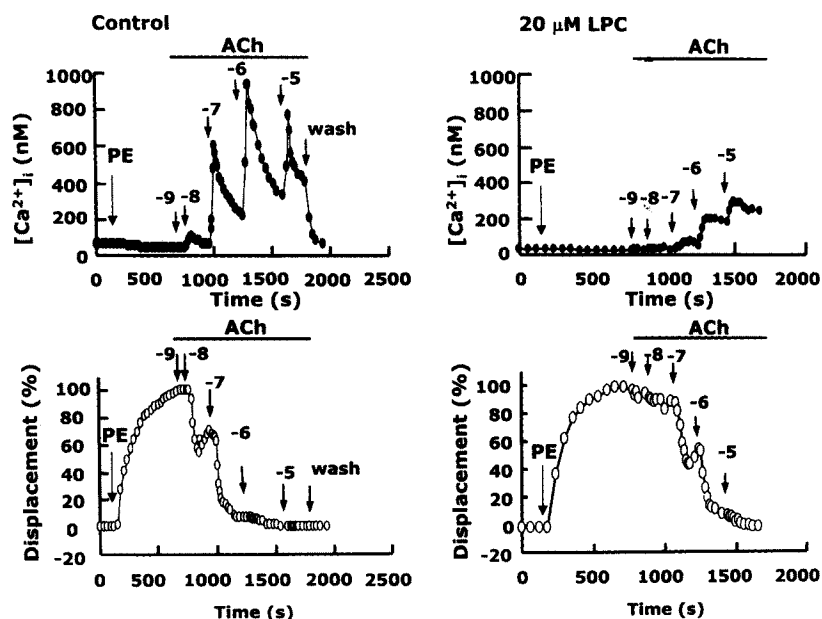 Control
20 μM LPC
ACh
ACh
[Ca²⁺]ᵢ (nM)
1000
800
600
400
200
0
PE
-9
-8
-7
-6
-5
wash
0 500 1000 1500 2000 2500
Time (s)
[Ca²⁺]ᵢ (nM)
1000
800
600
400
200
0
PE
-9
-8
-7
-6
-5
0 500 1000 1500 2000
Time (s)
ACh
Displacement (%)
100
80
60
40
20
0
-20
PE
-9
-8
-7
-6
-5
wash
0 500 1000 1500 2000 2500
Time (s)
ACh
Displacement (%)
100
80
60
40
20
0
-20
PE
-9
-8
-7
-6
-5
0 500 1000 1500 2000
Time (s)